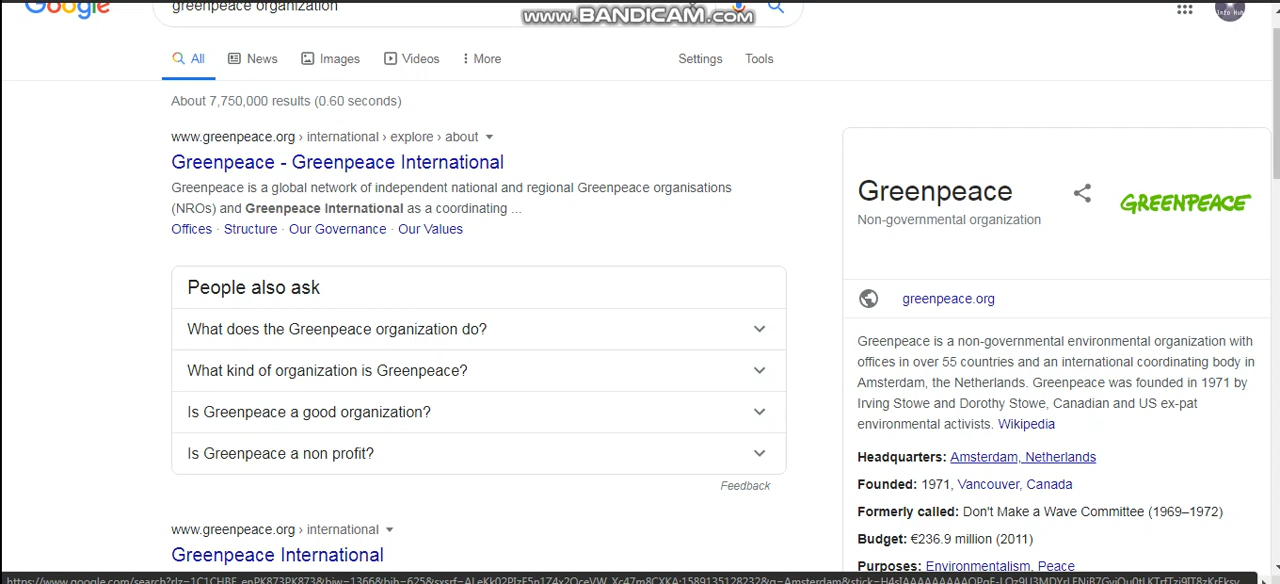 Google
greenpeace organization
www.BANDICAM.com
Info Hub
All
News
Images
Videos
More
Settings
Tools
About 7,750,000 results (0.60 seconds)
www.greenpeace.org › international › explore › about
Greenpeace - Greenpeace International
Greenpeace is a global network of independent national and regional Greenpeace organisations
(NROs) and Greenpeace International as a coordinating ...
Offices · Structure · Our Governance · Our Values
People also ask
What does the Greenpeace organization do?
What kind of organization is Greenpeace?
Is Greenpeace a good organization?
Is Greenpeace a non profit?
Feedback
www.greenpeace.org › international
Greenpeace International
Greenpeace
Non-governmental organization
GREENPEACE
greenpeace.org
Greenpeace is a non-governmental environmental organization with
offices in over 55 countries and an international coordinating body in
Amsterdam, the Netherlands. Greenpeace was founded in 1971 by
Irving Stowe and Dorothy Stowe, Canadian and US ex-pat
environmental activists. Wikipedia
Headquarters: Amsterdam, Netherlands
Founded: 1971, Vancouver, Canada
Formerly called: Don't Make a Wave Committee (1969–1972)
Budget: €236.9 million (2011)
Purposes: Environmentalism, Peace